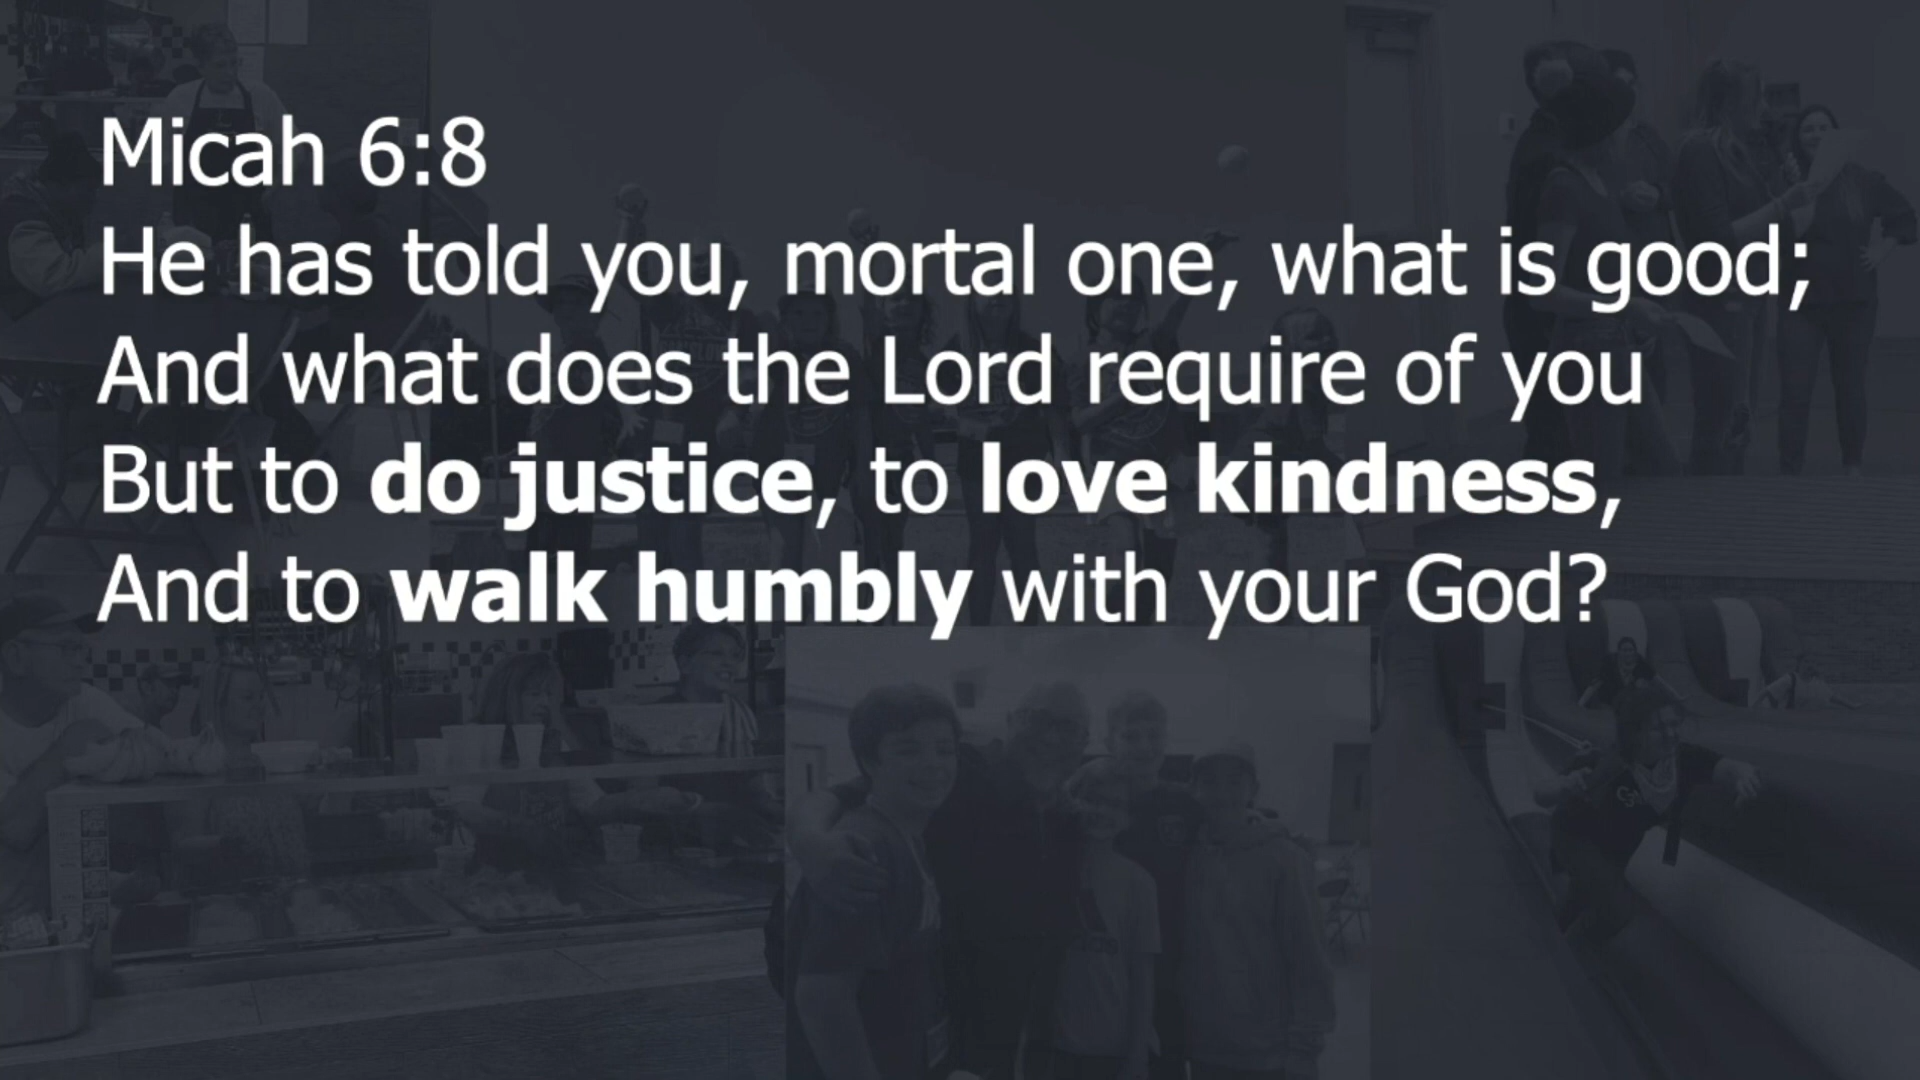 Micah 6:8
He has told you, mortal one, what is good;
And what does the Lord require of you
But to do justice, to love kindness,
And to walk humbly with your God?